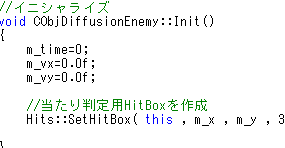 //イニシャライズ
void CObjDiffusionEnemy::Init()
{
m_time=0;
m_vx=0.0f;
m_vy=0.0f;
//当たり判定用HitBoxを作成
Hits::SetHitBox( this , m_x , m_y , 3